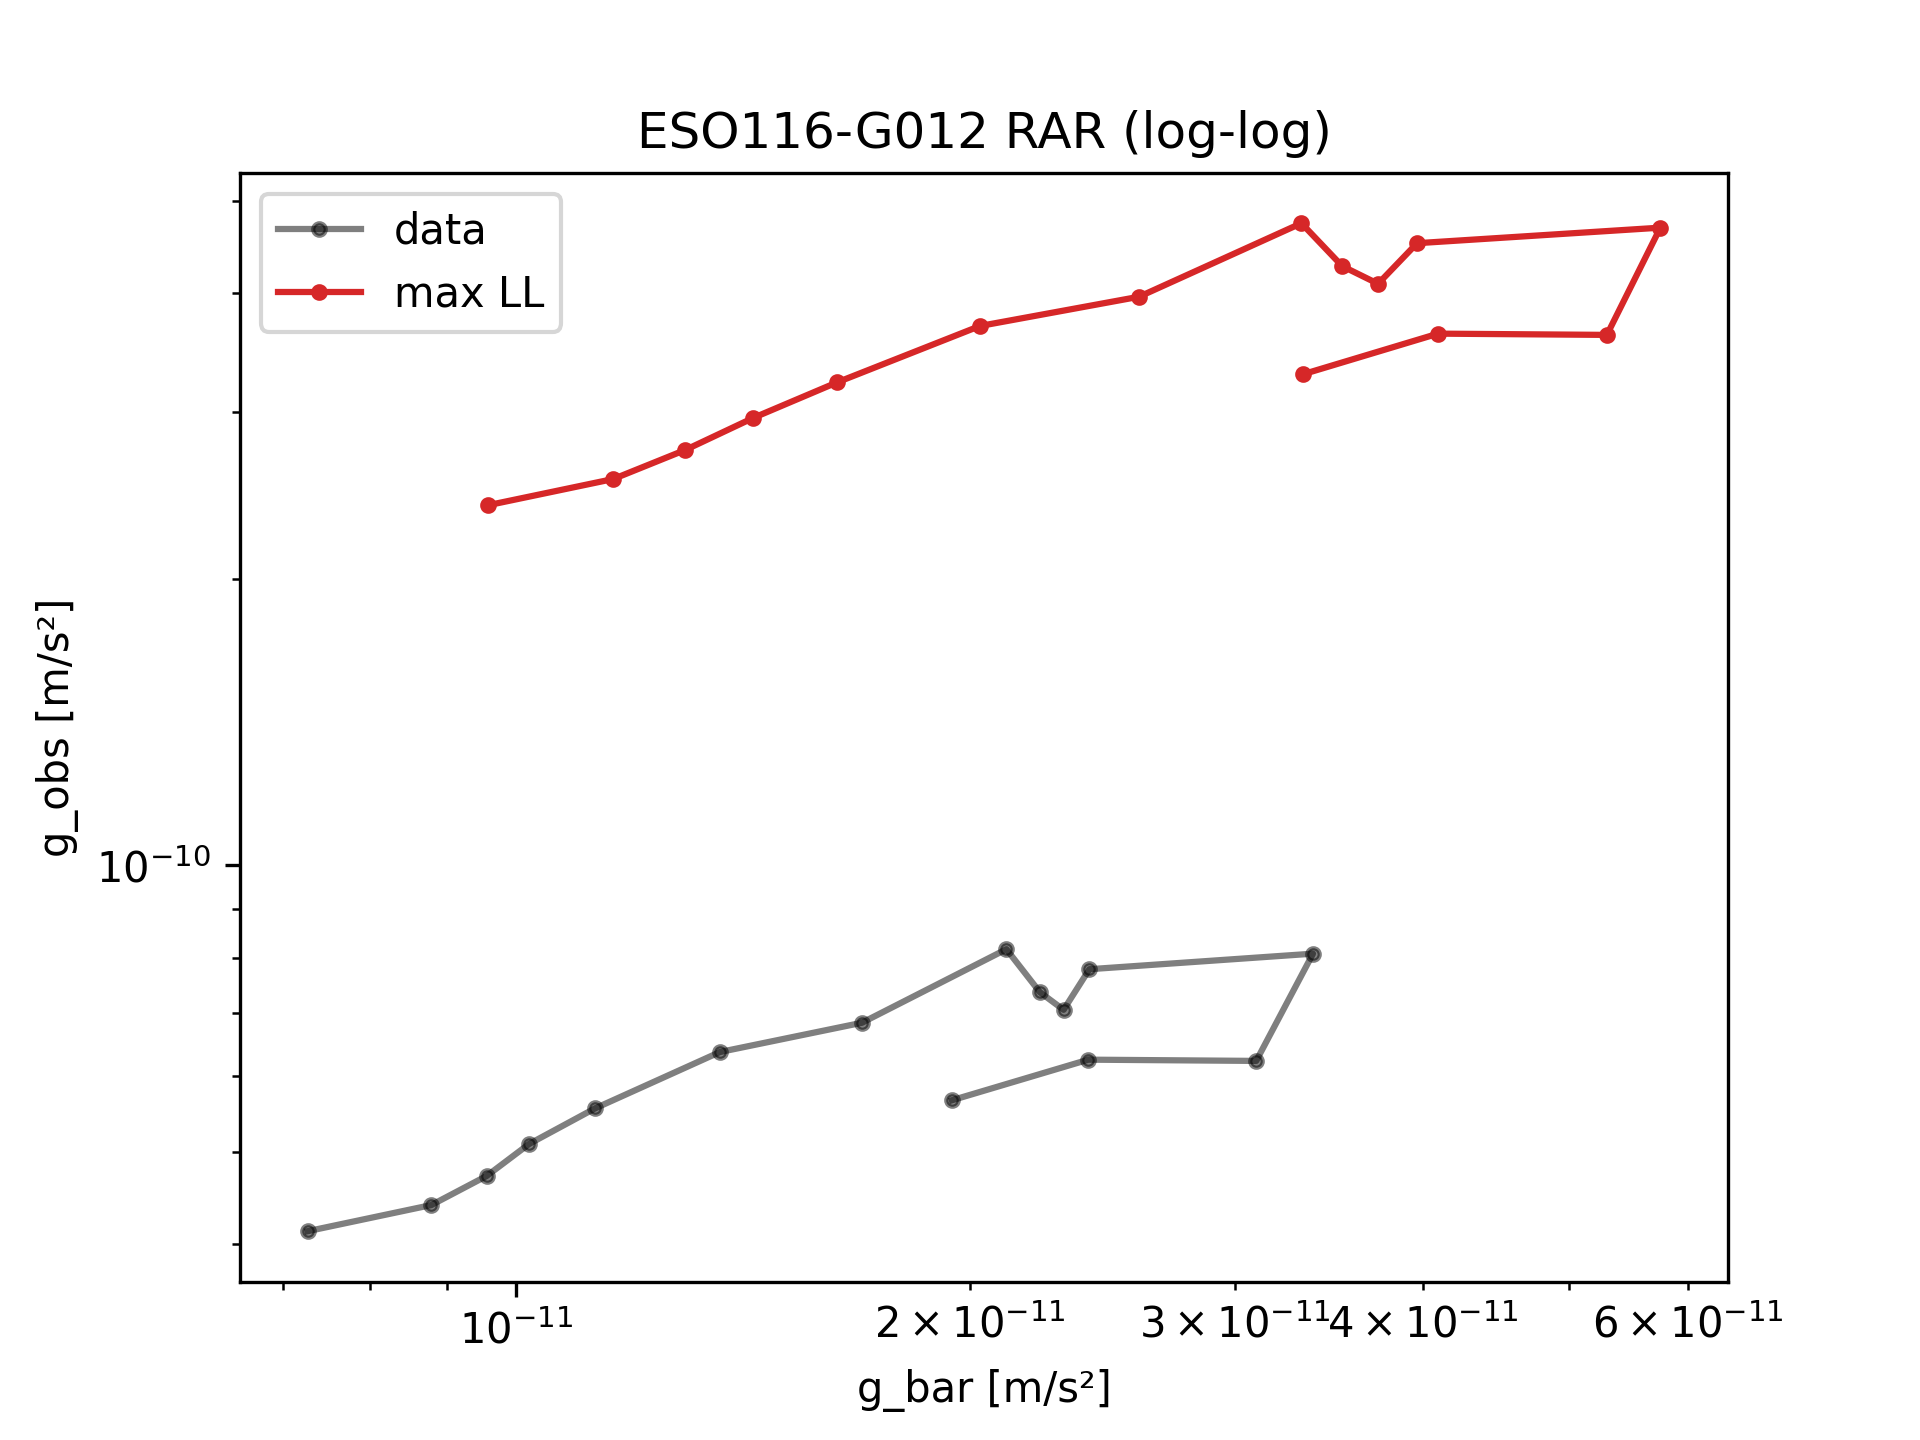 ESO116-G012 RAR (log-log)
data
max LL
g_obs [m/s²]
10⁻¹⁰
10⁻¹¹
2 × 10⁻¹¹
3 × 10⁻¹¹
4 × 10⁻¹¹
6 × 10⁻¹¹
g_bar [m/s²]